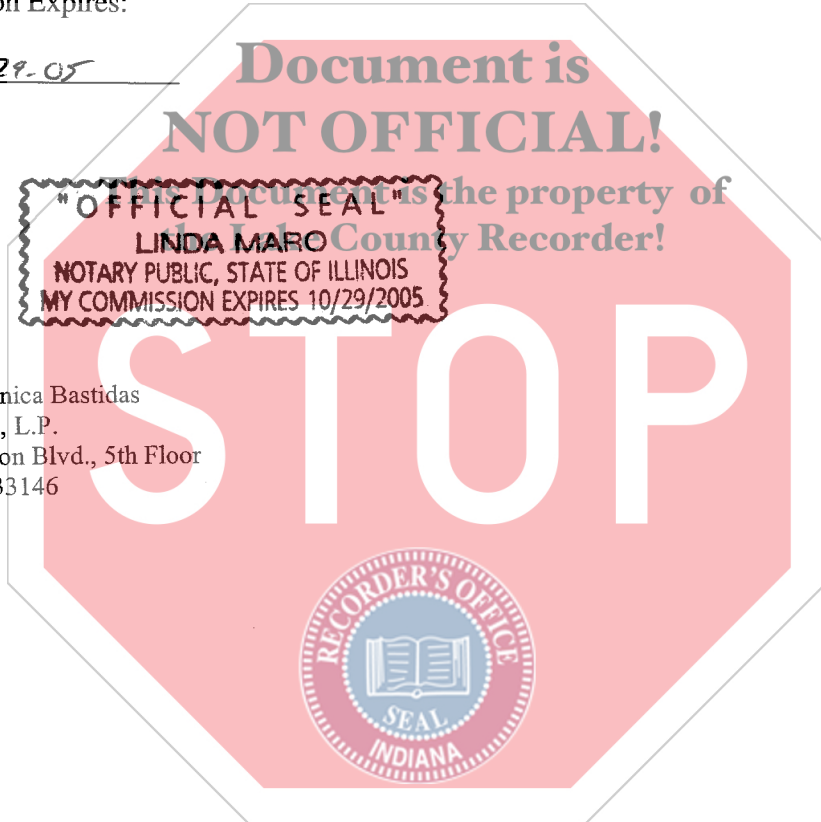 on Expires:
29-05
Document is
NOT OFFICIAL!
This Document is the property of
the Lake County Recorder!
"OFFICIAL SEAL"
LINDA MARO
NOTARY PUBLIC, STATE OF ILLINOIS
MY COMMISSION EXPIRES 10/29/2005
STOP
nica Bastidas
, L.P.
on Blvd., 5th Floor
33146
RECORDER'S OFFICE
SEAL
INDIANA